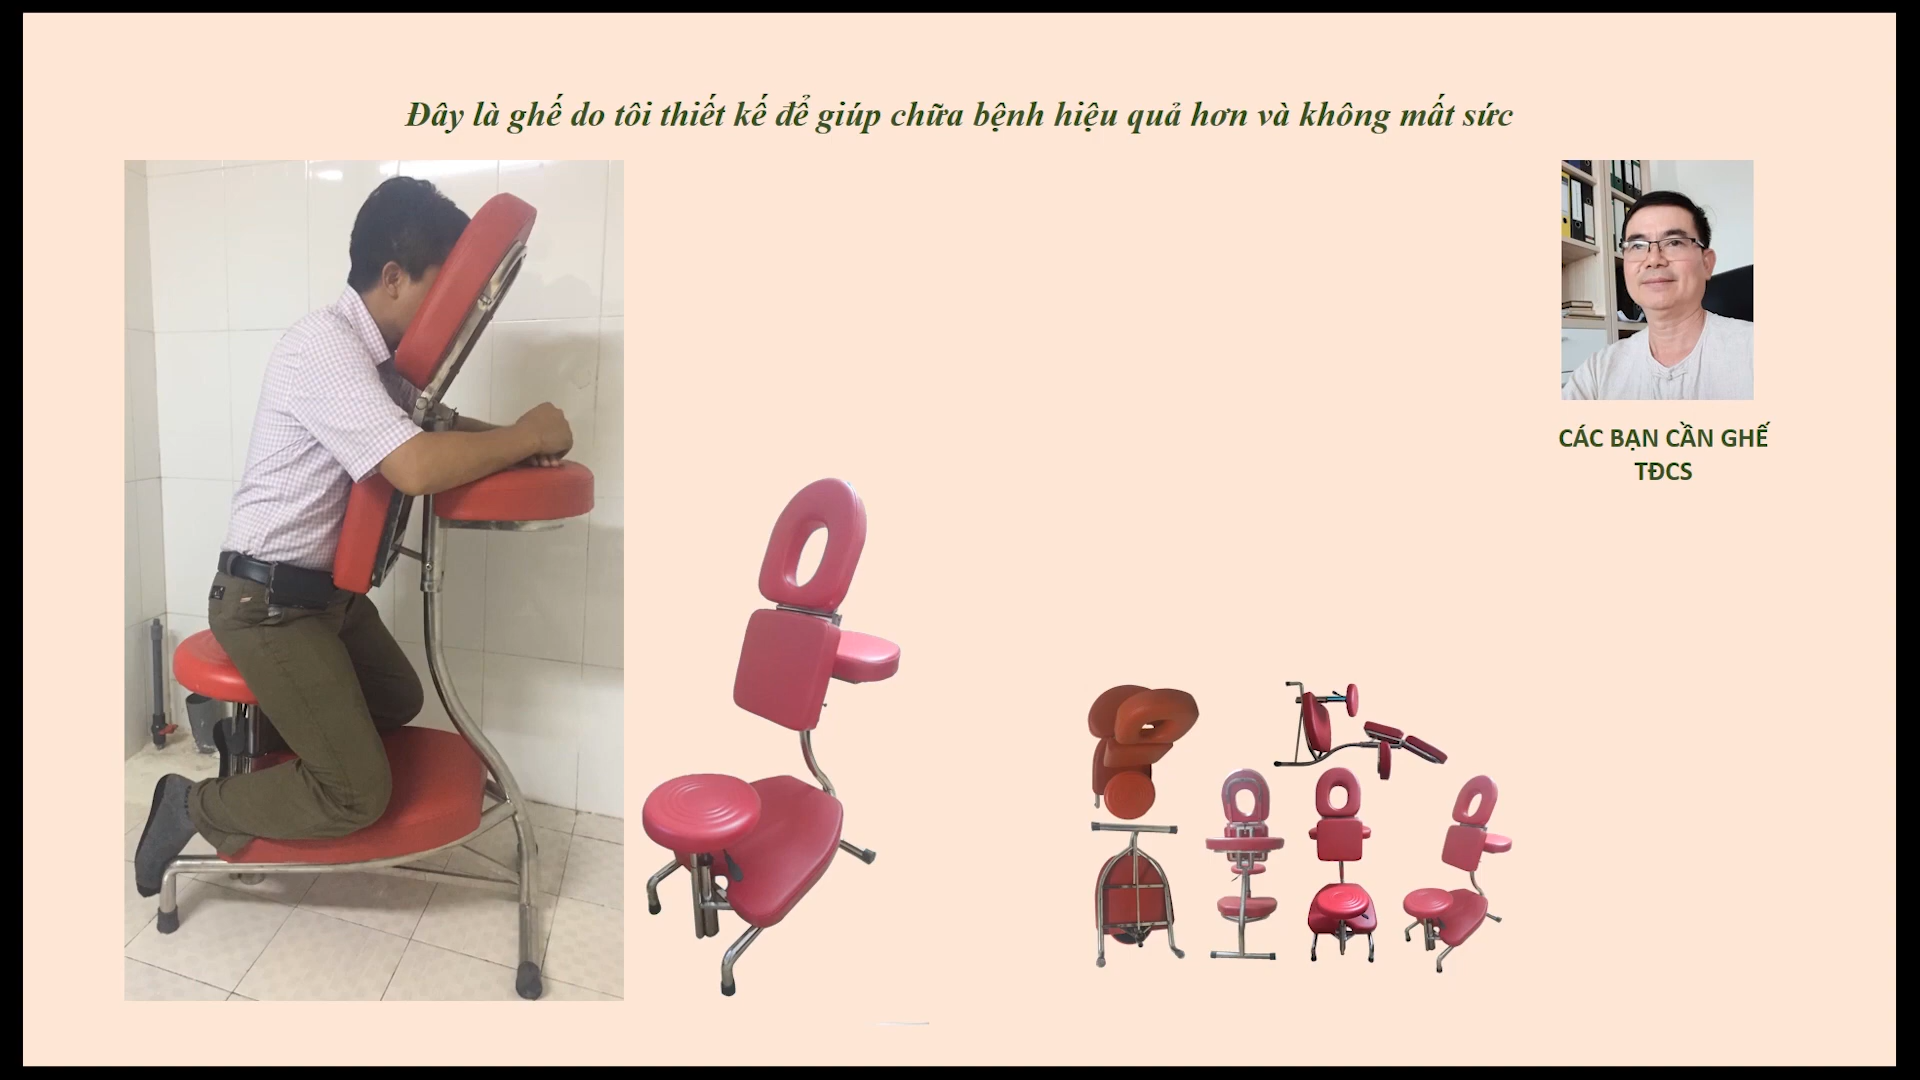 Đây là ghế do tôi thiết kế để giúp chữa bệnh hiệu quả hơn và không mất sức
CÁC BẠN CẦN GHẾ
TĐCS